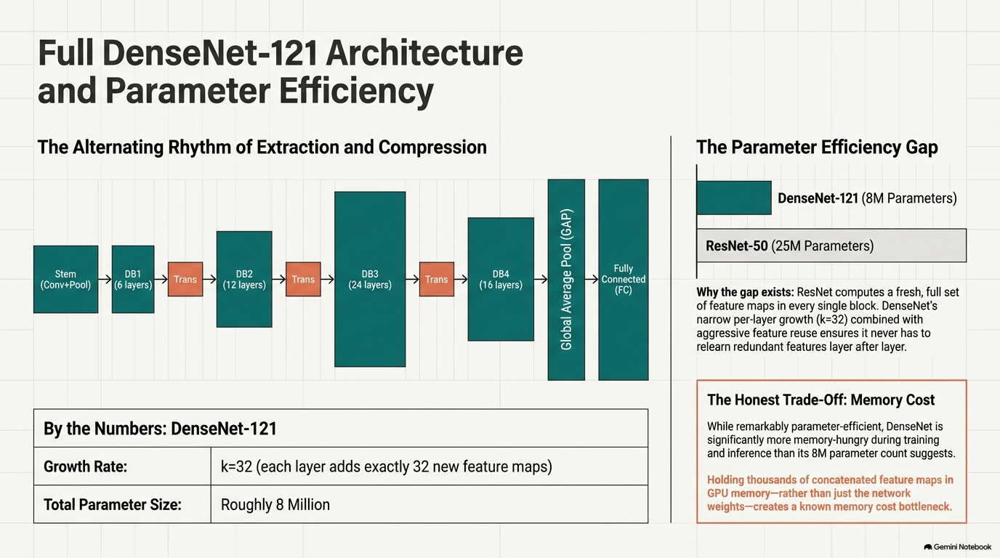 Full DenseNet-121 Architecture
and Parameter Efficiency
The Alternating Rhythm of Extraction and Compression
Stem
(Conv+Pool)
DB1
(6 layers)
Trans
DB2
(12 layers)
Trans
DB3
(24 layers)
Trans
DB4
(16 layers)
Global Average Pool (GAP)
Fully
Connected
(FC)
By the Numbers: DenseNet-121
Growth Rate: k=32 (each layer adds exactly 32 new feature maps)
Total Parameter Size: Roughly 8 Million
The Parameter Efficiency Gap
DenseNet-121 (8M Parameters)
ResNet-50 (25M Parameters)
Why the gap exists: ResNet computes a fresh, full set
of feature maps in every single block. DenseNet's
narrow per-layer growth (k=32) combined with
aggressive feature reuse ensures it never has to
relearn redundant features layer after layer.
The Honest Trade-Off: Memory Cost
While remarkably parameter-efficient, DenseNet is
significantly more memory-hungry during training
and inference than its 8M parameter count suggests.
Holding thousands of concatenated feature maps in
GPU memory—rather than just the network
weights—creates a known memory cost bottleneck.
Gemini Notebook